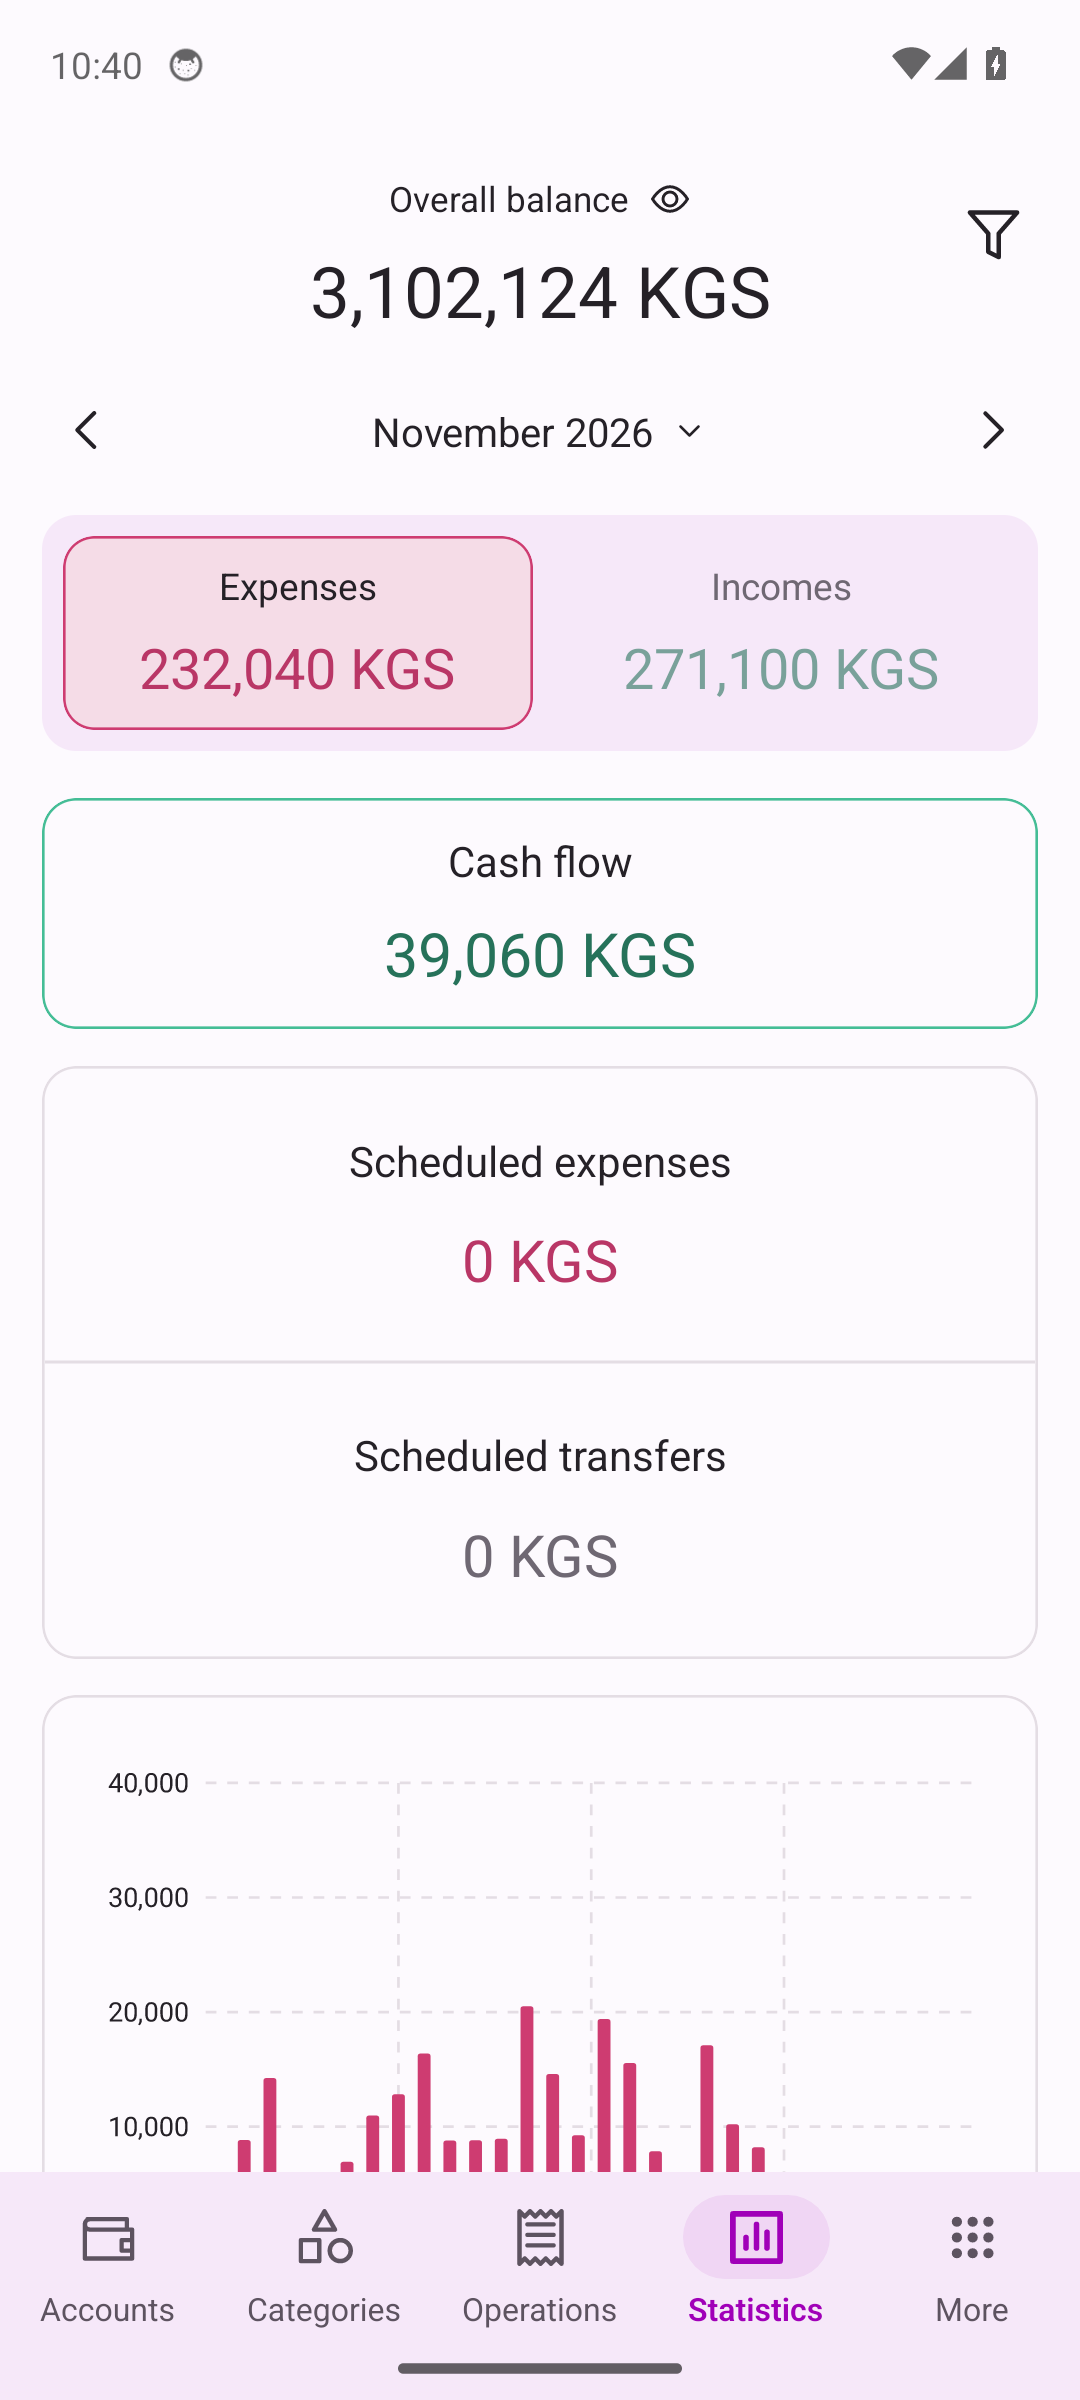 10:40
Overall balance
3,102,124 KGS
November 2026
Expenses
232,040 KGS
Incomes
271,100 KGS
Cash flow
39,060 KGS
Scheduled expenses
0 KGS
Scheduled transfers
0 KGS
40,000
30,000
20,000
10,000
Accounts
Categories
Operations
Statistics
More